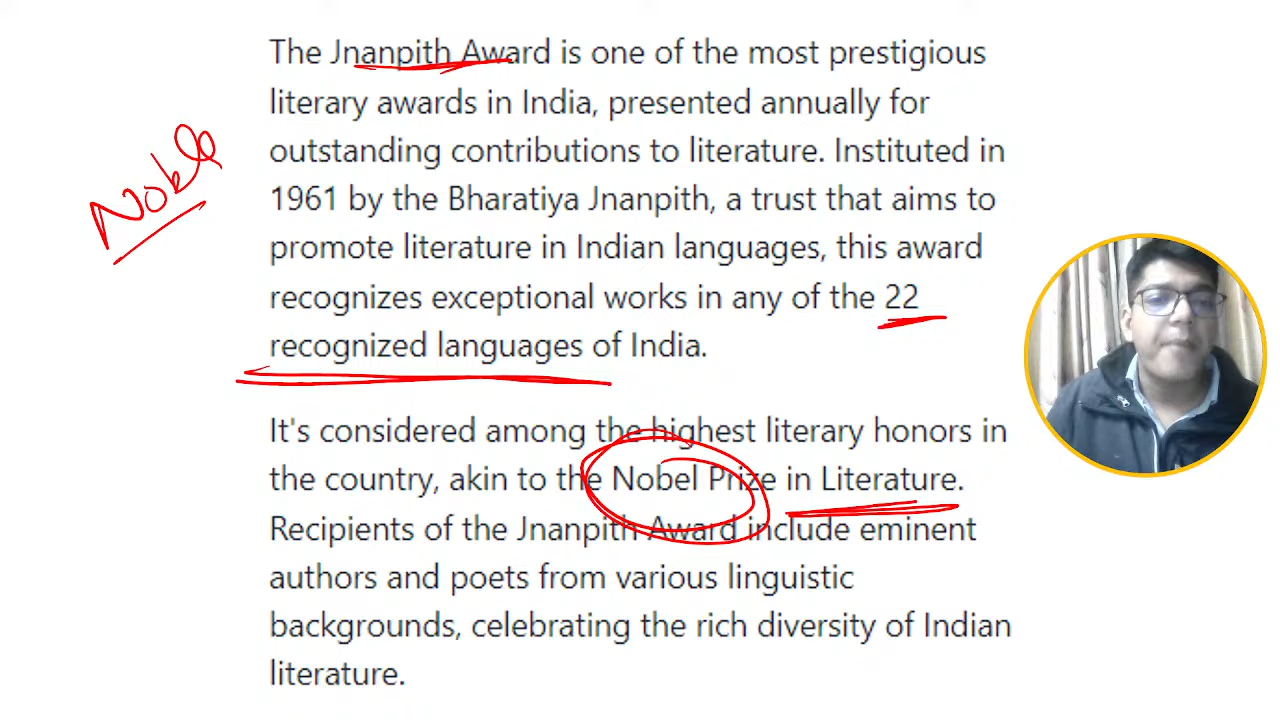 The Jnanpith Award is one of the most prestigious
literary awards in India, presented annually for
outstanding contributions to literature. Instituted in
1961 by the Bharatiya Jnanpith, a trust that aims to
promote literature in Indian languages, this award
recognizes exceptional works in any of the 22
recognized languages of India.
Noble
It's considered among the highest literary honors in
the country, akin to the Nobel Prize in Literature.
Recipients of the Jnanpith Award include eminent
authors and poets from various linguistic
backgrounds, celebrating the rich diversity of Indian
literature.